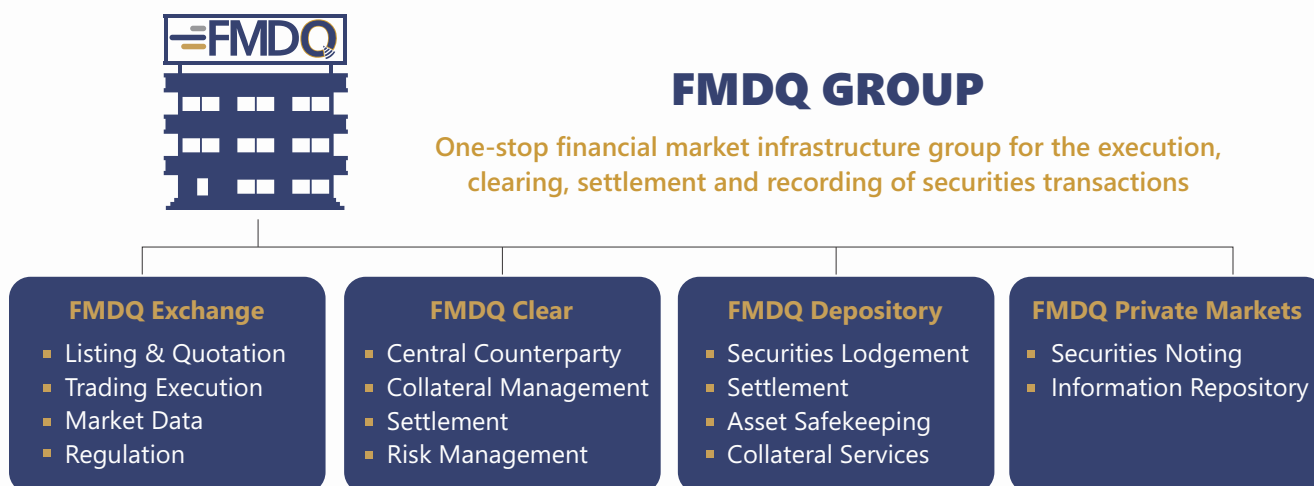 FMDQ
FMDQ GROUP
One-stop financial market infrastructure group for the execution,
clearing, settlement and recording of securities transactions
FMDQ Exchange
Listing & Quotation
Trading Execution
Market Data
Regulation
FMDQ Clear
Central Counterparty
Collateral Management
Settlement
Risk Management
FMDQ Depository
Securities Lodgement
Settlement
Asset Safekeeping
Collateral Services
FMDQ Private Markets
Securities Noting
Information Repository